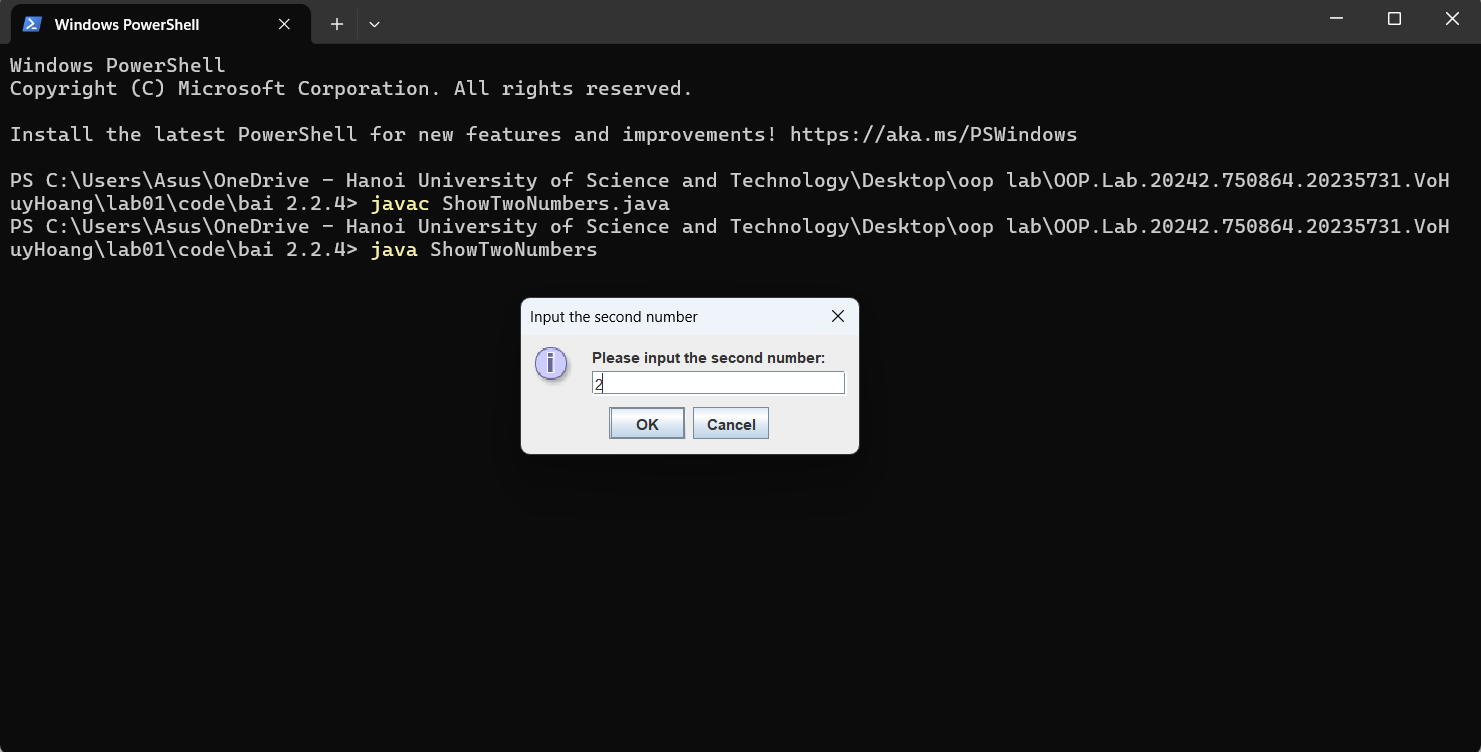 Windows PowerShell
Windows PowerShell
Copyright (C) Microsoft Corporation. All rights reserved.
Install the latest PowerShell for new features and improvements! https://aka.ms/PSWindows
PS C:\Users\Asus\OneDrive - Hanoi University of Science and Technology\Desktop\oop lab\OOP.Lab.20242.750864.20235731.VoH
uyHoang\lab01\code\bai 2.2.4> javac ShowTwoNumbers.java
PS C:\Users\Asus\OneDrive - Hanoi University of Science and Technology\Desktop\oop lab\OOP.Lab.20242.750864.20235731.VoH
uyHoang\lab01\code\bai 2.2.4> java ShowTwoNumbers
Input the second number
Please input the second number:
2
OK Cancel